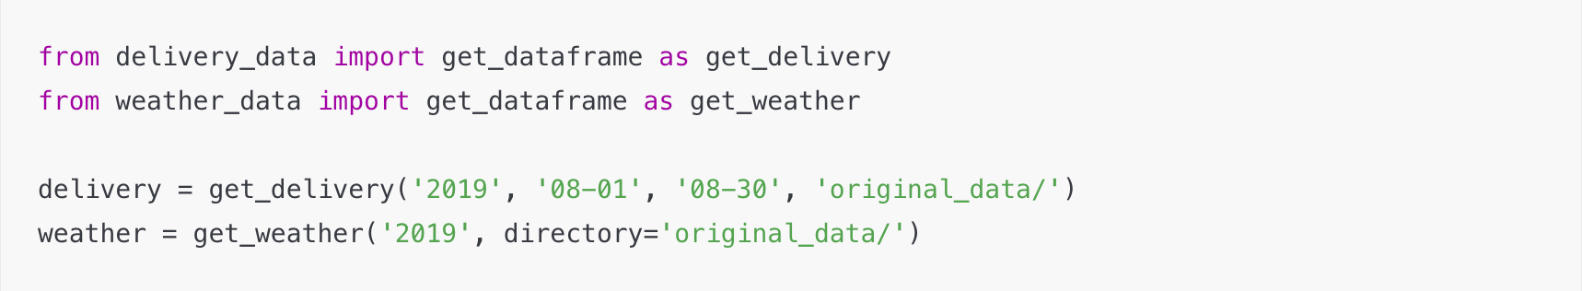 from delivery_data import get_dataframe as get_delivery
from weather_data import get_dataframe as get_weather
delivery = get_delivery('2019', '08-01', '08-30', 'original_data/')
weather = get_weather('2019', directory='original_data/')